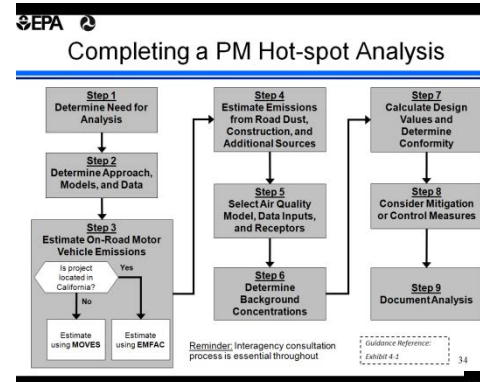 EPA
Completing a PM Hot-spot Analysis
Step 1
Determine Need for
Analysis
Step 2
Determine Approach,
Models, and Data
Step 3
Estimate On-Road Motor
Vehicle Emissions
Is project
located in
California?
Yes
No
Estimate
using MOVES
Estimate
using EMFAC
Step 4
Estimate Emissions
from Road Dust,
Construction, and
Additional Sources
Step 5
Select Air Quality
Model, Data Inputs,
and Receptors
Step 6
Determine
Background
Concentrations
Step 7
Calculate Design
Values and
Determine
Conformity
Step 8
Consider Mitigation
or Control Measures
Step 9
Document Analysis
Reminder: Interagency consultation
process is essential throughout
Guidance Reference:
Exhibit 4-1
34